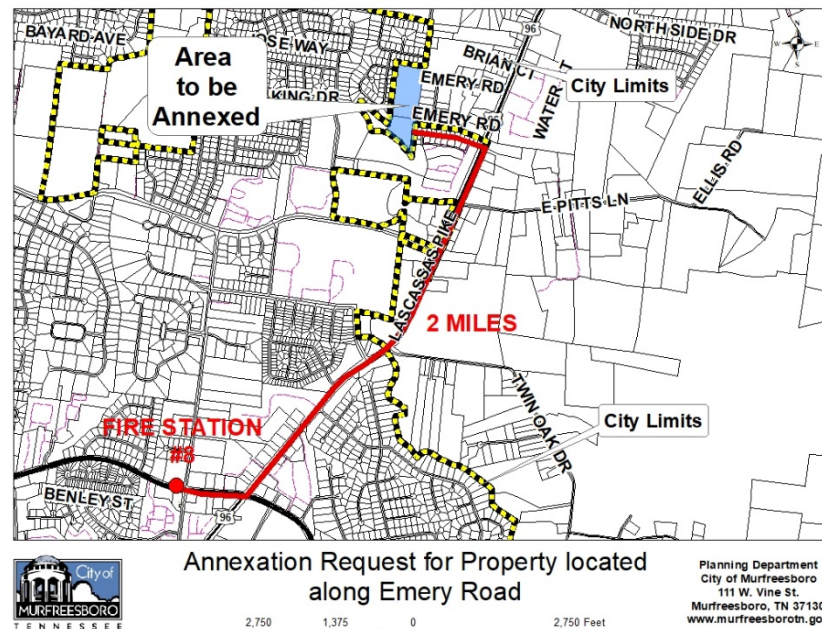 BAYARD AVE
OSE WAY
96
NORTH SIDE DR
BRIAN CT
Area
to be
Annexed
EMERY RD
City Limits
KING DR
EMERY RD
WATER
ELLIS RD
E PITTS LN
LASCASSAS PIKE
2 MILES
TWIN OAK DR
City Limits
FIRE STATION
#8
BENLEY ST
96
Annexation Request for Property located
along Emery Road
City of
MURFREESBORO
TENNESSEE
2,750 1,375 0 2,750 Feet
Planning Department
City of Murfreesboro
111 W. Vine St.
Murfreesboro, TN 37130
www.murfreesborotn.go